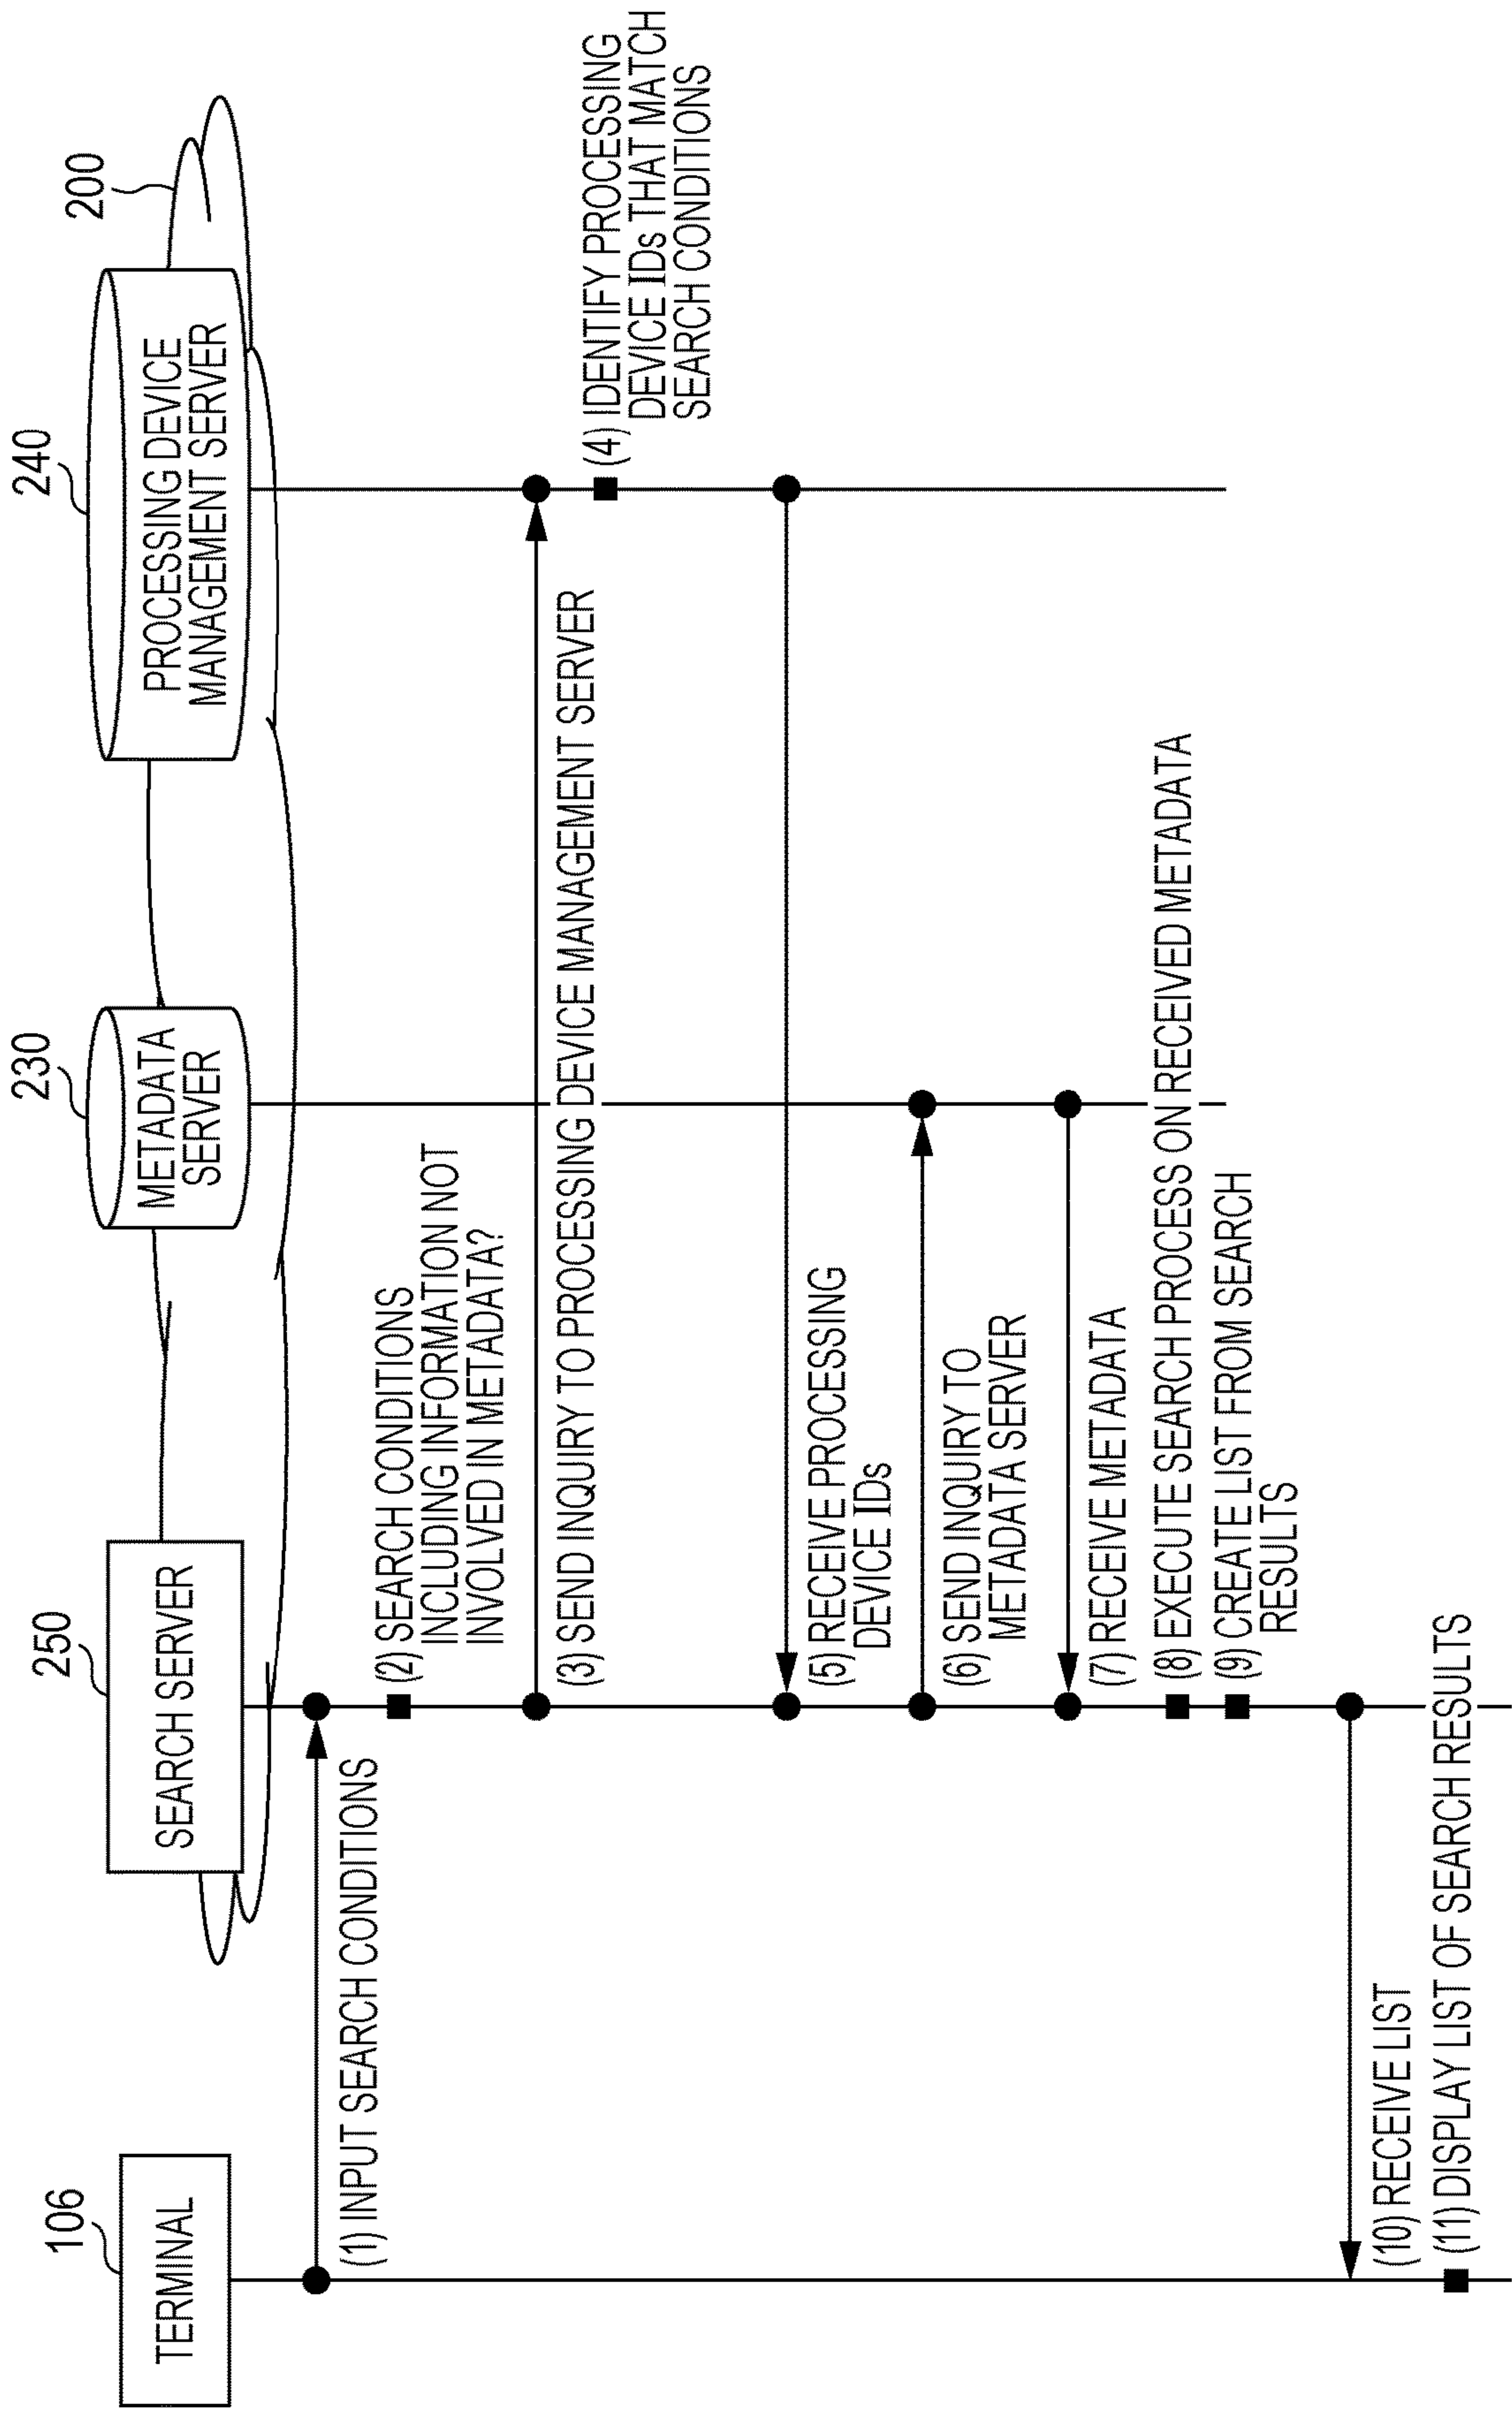 106
TERMINAL
250
SEARCH SERVER
230
METADATA
SERVER
240
PROCESSING DEVICE
MANAGEMENT SERVER
200
(1) INPUT SEARCH CONDITIONS
(2) SEARCH CONDITIONS
INCLUDING INFORMATION NOT
INVOLVED IN METADATA?
(3) SEND INQUIRY TO PROCESSING DEVICE MANAGEMENT SERVER
(4) IDENTIFY PROCESSING
DEVICE IDs THAT MATCH
SEARCH CONDITIONS
(5) RECEIVE PROCESSING
DEVICE IDs
(6) SEND INQUIRY TO
METADATA SERVER
(7) RECEIVE METADATA
(8) EXECUTE SEARCH PROCESS ON RECEIVED METADATA
(9) CREATE LIST FROM SEARCH
RESULTS
(10) RECEIVE LIST
(11) DISPLAY LIST OF SEARCH RESULTS